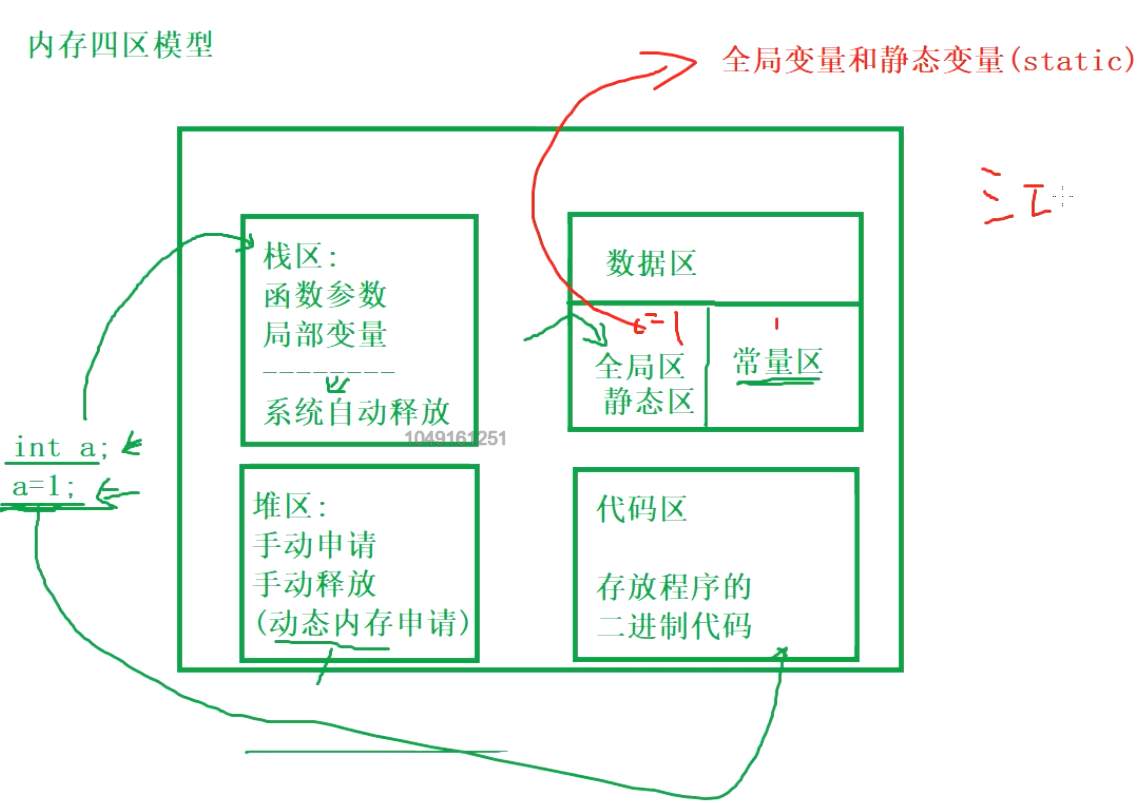 内存四区模型
全局变量和静态变量(static)
栈区:
函数参数
局部变量
系统自动释放
数据区
全局区
静态区
常量区
1049161251
int a;
a=1;
堆区:
手动申请
手动释放
(动态内存申请)
代码区
存放程序的
二进制代码